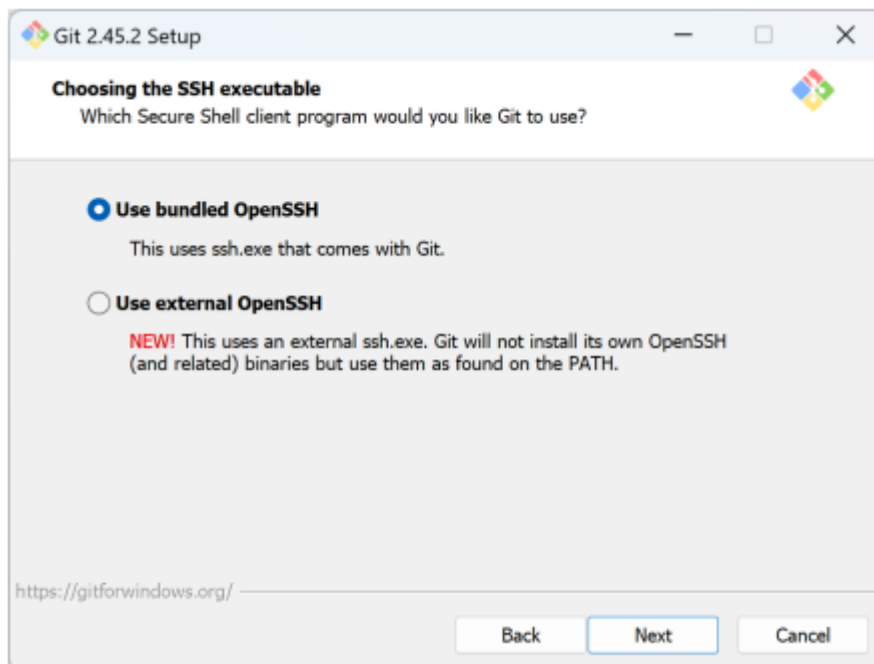 Git 2.45.2 Setup
Choosing the SSH executable
Which Secure Shell client program would you like Git to use?
Use bundled OpenSSH
This uses ssh.exe that comes with Git.
Use external OpenSSH
NEW! This uses an external ssh.exe. Git will not install its own OpenSSH
(and related) binaries but use them as found on the PATH.
https://gitforwindows.org/
Back Next Cancel